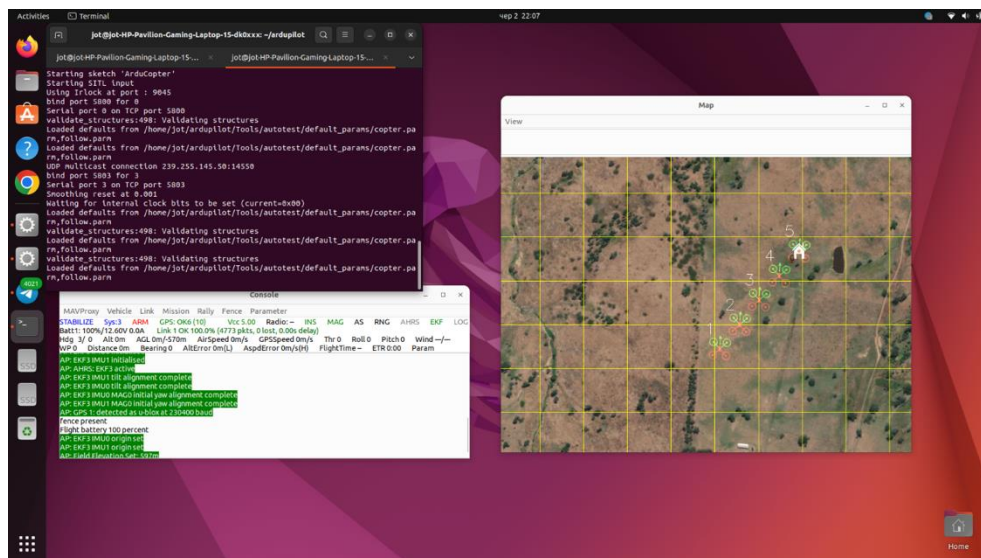 Activities
Terminal
чер 2 22:07
jot@jot-HP-Pavilion-Gaming-Laptop-15-dk0xxx: ~/ardupilot
jot@jot-HP-Pavilion-Gaming-Laptop-15-...
jot@jot-HP-Pavilion-Gaming-Laptop-15-...
Starting sketch 'ArduCopter'
Starting SITL input
Using Irlock at port : 9045
bind port 5800 for 0
Serial port 0 on TCP port 5800
validate_structures:498: Validating structures
Loaded defaults from /home/jot/ardupilot/Tools/autotest/default_params/copter.pa
rm,follow.parm
Loaded defaults from /home/jot/ardupilot/Tools/autotest/default_params/copter.pa
rm,follow.parm
UDP multicast connection 239.255.145.50:14550
bind port 5803 for 3
Serial port 3 on TCP port 5803
Smoothing reset at 0.001
Waiting for internal clock bits to be set (current=0x00)
Loaded defaults from /home/jot/ardupilot/Tools/autotest/default_params/copter.pa
rm,follow.parm
validate_structures:498: Validating structures
Loaded defaults from /home/jot/ardupilot/Tools/autotest/default_params/copter.pa
rm,follow.parm
validate_structures:498: Validating structures
Loaded defaults from /home/jot/ardupilot/Tools/autotest/default_params/copter.pa
rm,follow.parm
4021
SSD
SSD
Console
MAVProxy Vehicle Link Mission Rally Fence Parameter
STABILIZE Sys:3 ARM GPS: OK6 (10) Vcc 5.00 Radio: -- INS MAG AS RNG AHRS EKF LOG
Batt1: 100%/12.60V 0.0A Link 1 OK 100.0% (4773 pkts, 0 lost, 0.00s delay)
Hdg 3/ 0 Alt 0m AGL 0m/-570m AirSpeed 0m/s GPSSpeed 0m/s Thr 0 Roll 0 Pitch 0 Wind --/--
WP 0 Distance 0m Bearing 0 AltError 0m(L) AspdError 0m/s(H) FlightTime -- ETR 0:00 Param
AP: EKF3 IMU1 initialised
AP: AHRS: EKF3 active
AP: EKF3 IMU1 tilt alignment complete
AP: EKF3 IMU0 tilt alignment complete
AP: EKF3 IMU0 MAG0 initial yaw alignment complete
AP: EKF3 IMU1 MAG0 initial yaw alignment complete
AP: GPS 1: detected as u-blox at 230400 baud
fence present
Flight battery 100 percent
AP: EKF3 IMU0 origin set
AP: EKF3 IMU1 origin set
AP: Field Elevation Set: 597m
Map
View
5
4
3
2
1
Home